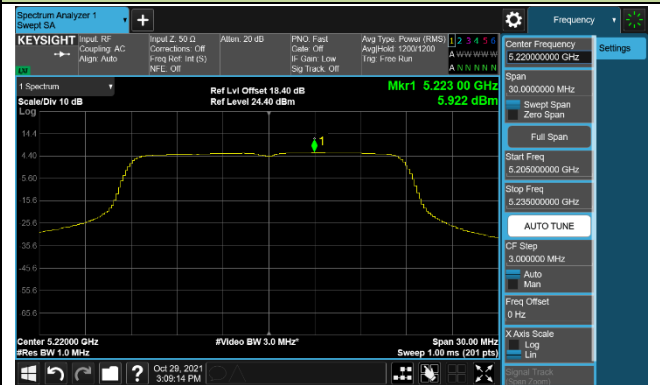 Spectrum Analyzer 1
Swept SA
+
Frequency
KEYSIGHT
Input: RF
Coupling: AC
Align: Auto
Input Z: 50 Ω
Corrections: Off
Freq Ref: Int (S)
NFE: Off
Atten: 20 dB
PNO: Fast
Gate: Off
IF Gain: Low
Sig Track: Off
Avg Type: Power (RMS)
Avg|Hold: 1200/1200
Trig: Free Run
1 2 3 4 5 6
A W W W W W
A N N N N N
LXI
1 Spectrum
Scale/Div 10 dB
Log
Ref Lvl Offset 18.40 dB
Ref Level 24.40 dBm
Mkr1 5.223 00 GHz
5.922 dBm
14.4
4.40
-5.60
-15.6
-25.6
-35.6
-45.6
-55.6
-65.6
1
Center 5.22000 GHz
#Res BW 1.0 MHz
#Video BW 3.0 MHz*
Span 30.00 MHz
Sweep 1.00 ms (201 pts)
Center Frequency
5.220000000 GHz
Settings
Span
30.0000000 MHz
Swept Span
Zero Span
Full Span
Start Freq
5.205000000 GHz
Stop Freq
5.235000000 GHz
AUTO TUNE
CF Step
3.000000 MHz
Auto
Man
Freq Offset
0 Hz
X Axis Scale
Log
Lin
Signal Track
(Span Zoom)
?
Oct 29, 2021
3:09:14 PM